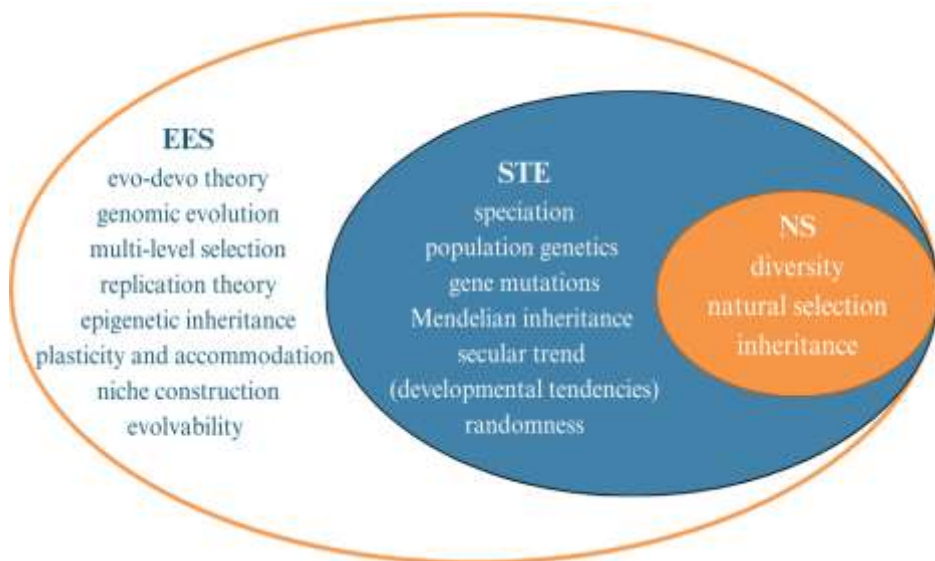 EES
evo-devo theory
genomic evolution
multi-level selection
replication theory
epigenetic inheritance
plasticity and accommodation
niche construction
evolvability
STE
speciation
population genetics
gene mutations
Mendelian inheritance
secular trend
(developmental tendencies)
randomness
NS
diversity
natural selection
inheritance